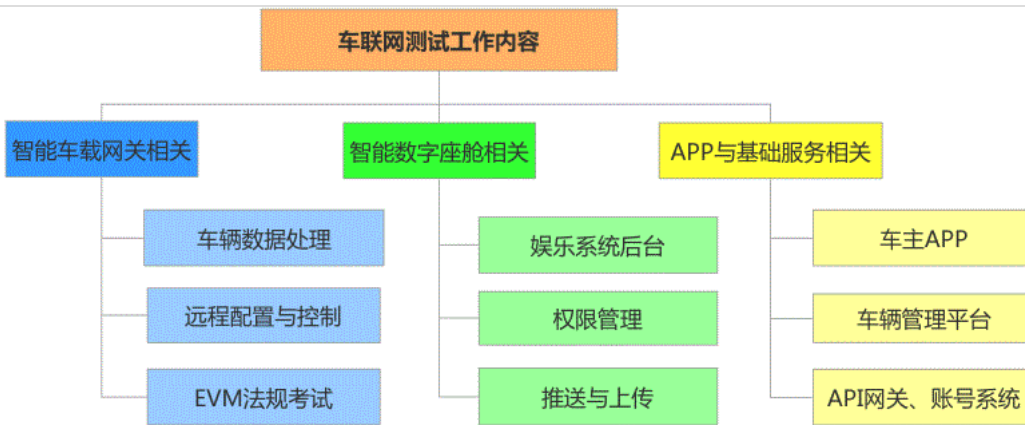 车联网测试工作内容
智能车载网关相关
智能数字座舱相关
APP与基础服务相关
车辆数据处理
娱乐系统后台
车主APP
远程配置与控制
权限管理
车辆管理平台
EVM法规考试
推送与上传
API网关、账号系统